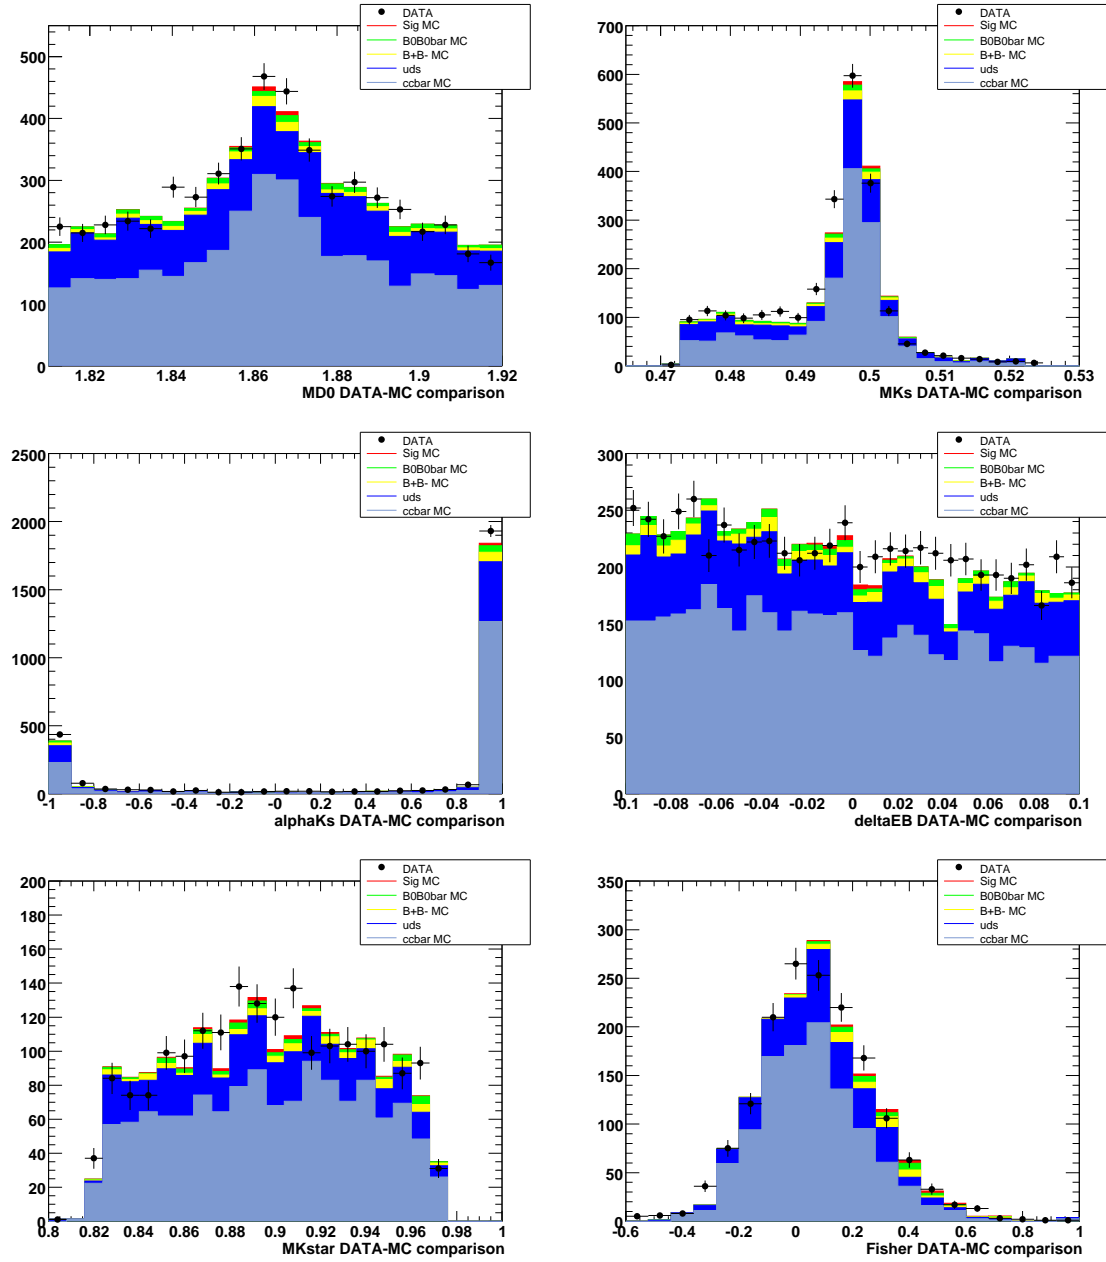 DATA
Sig MC
B0B0bar MC
B+B- MC
uds
ccbar MC
500
400
300
200
100
0
1.82 1.84 1.86 1.88 1.9 1.92
MD0 DATA-MC comparison
DATA
Sig MC
B0B0bar MC
B+B- MC
uds
ccbar MC
700
600
500
400
300
200
100
0
0.47 0.48 0.49 0.5 0.51 0.52 0.53
MKs DATA-MC comparison
DATA
Sig MC
B0B0bar MC
B+B- MC
uds
ccbar MC
2500
2000
1500
1000
500
0
-1 -0.8 -0.6 -0.4 -0.2 0 0.2 0.4 0.6 0.8 1
alphaKs DATA-MC comparison
DATA
Sig MC
B0B0bar MC
B+B- MC
uds
ccbar MC
300
250
200
150
100
50
0
-0.1 -0.08 -0.06 -0.04 -0.02 0 0.02 0.04 0.06 0.08 0.1
deltaEB DATA-MC comparison
DATA
Sig MC
B0B0bar MC
B+B- MC
uds
ccbar MC
200
180
160
140
120
100
80
60
40
20
0
0.8 0.82 0.84 0.86 0.88 0.9 0.92 0.94 0.96 0.98 1
MKstar DATA-MC comparison
DATA
Sig MC
B0B0bar MC
B+B- MC
uds
ccbar MC
350
300
250
200
150
100
50
0
-0.6 -0.4 -0.2 0 0.2 0.4 0.6 0.8 1
Fisher DATA-MC comparison